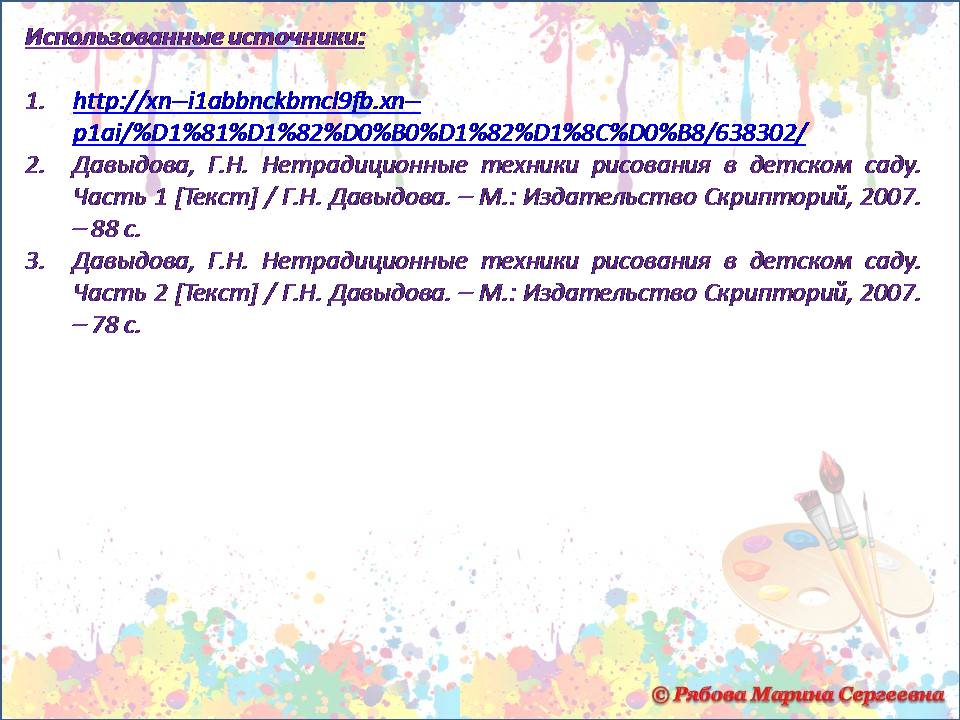 Использованные источники:
1. http://xn--i1abbnckbmcl9fb.xn--
p1ai/%D1%81%D1%82%D0%B0%D1%82%D1%8C%D0%B8/638302/
2. Давыдова, Г.Н. Нетрадиционные техники рисования в детском саду.
Часть 1 [Текст] / Г.Н. Давыдова. – М.: Издательство Скрипторий, 2007.
– 88 с.
3. Давыдова, Г.Н. Нетрадиционные техники рисования в детском саду.
Часть 2 [Текст] / Г.Н. Давыдова. – М.: Издательство Скрипторий, 2007.
– 78 с.
© Рябова Марина Сергеевна